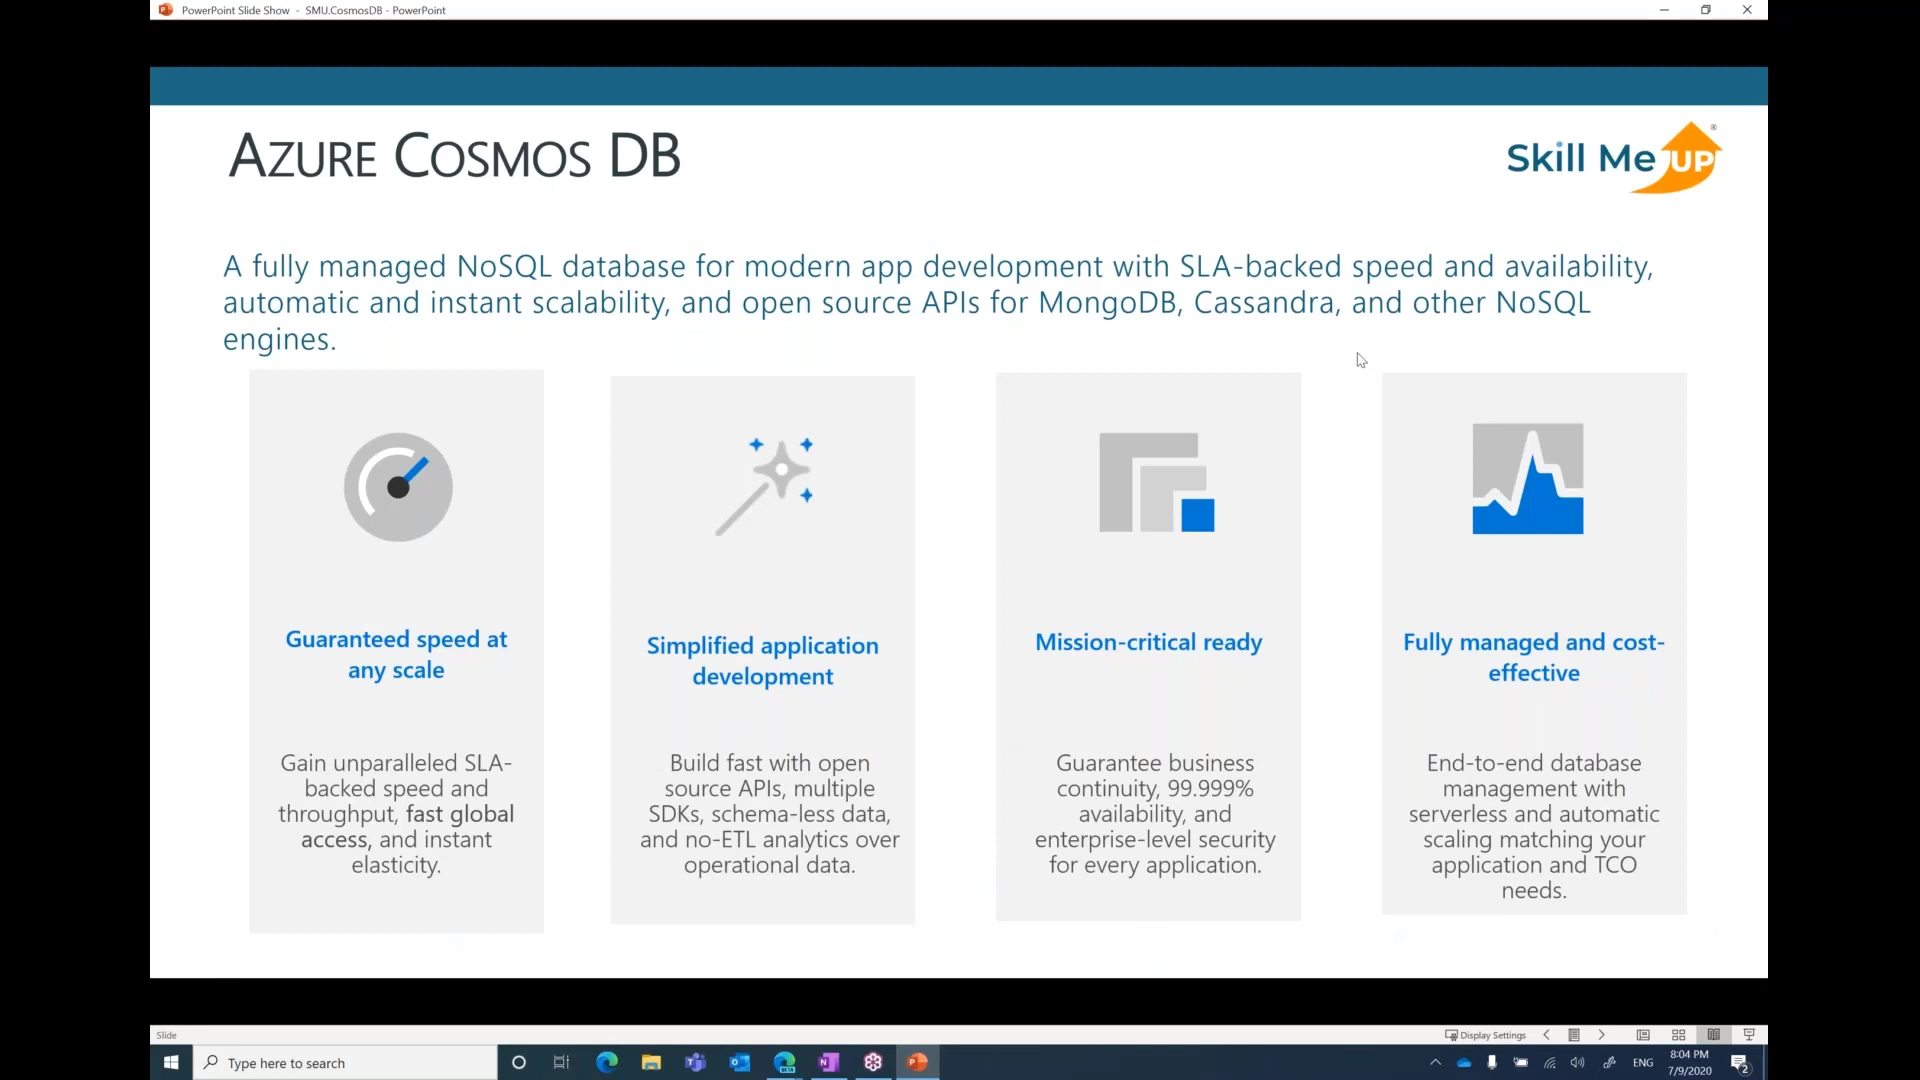 PowerPoint Slide Show - SMU.CosmosDB - PowerPoint
AZURE COSMOS DB
Skill Me UP
®
A fully managed NoSQL database for modern app development with SLA-backed speed and availability,
automatic and instant scalability, and open source APIs for MongoDB, Cassandra, and other NoSQL
engines.
Guaranteed speed at
any scale
Gain unparalleled SLA-
backed speed and
throughput, fast global
access, and instant
elasticity.
Simplified application
development
Build fast with open
source APIs, multiple
SDKs, schema-less data,
and no-ETL analytics over
operational data.
Mission-critical ready
Guarantee business
continuity, 99.999%
availability, and
enterprise-level security
for every application.
Fully managed and cost-
effective
End-to-end database
management with
serverless and automatic
scaling matching your
application and TCO
needs.
Slide
Display Settings
Type here to search
BETA
ENG
8:04 PM
7/9/2020
2